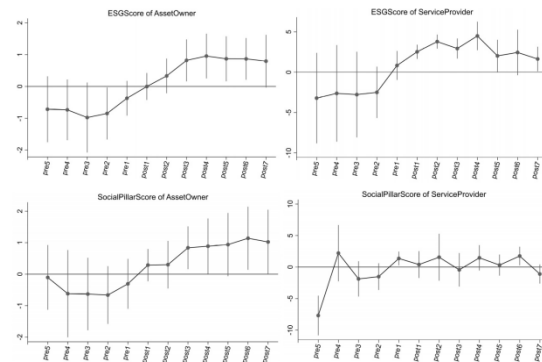 ESGScore of AssetOwner
2
1
0
-1
-2
pre5 pre4 pre3 pre2 pre1 post1 post2 post3 post4 post5 post6 post7
ESGScore of ServiceProvider
5
0
-5
-10
pre5 pre4 pre3 pre2 pre1 post1 post2 post3 post4 post5 post6 post7
SocialPillarScore of AssetOwner
2
1
0
-1
-2
pre5 pre4 pre3 pre2 pre1 post1 post2 post3 post4 post5 post6 post7
SocialPillarScore of ServiceProvider
10
5
0
-5
-10
pre5 pre4 pre3 pre2 pre1 post1 post2 post3 post4 post5 post6 post7